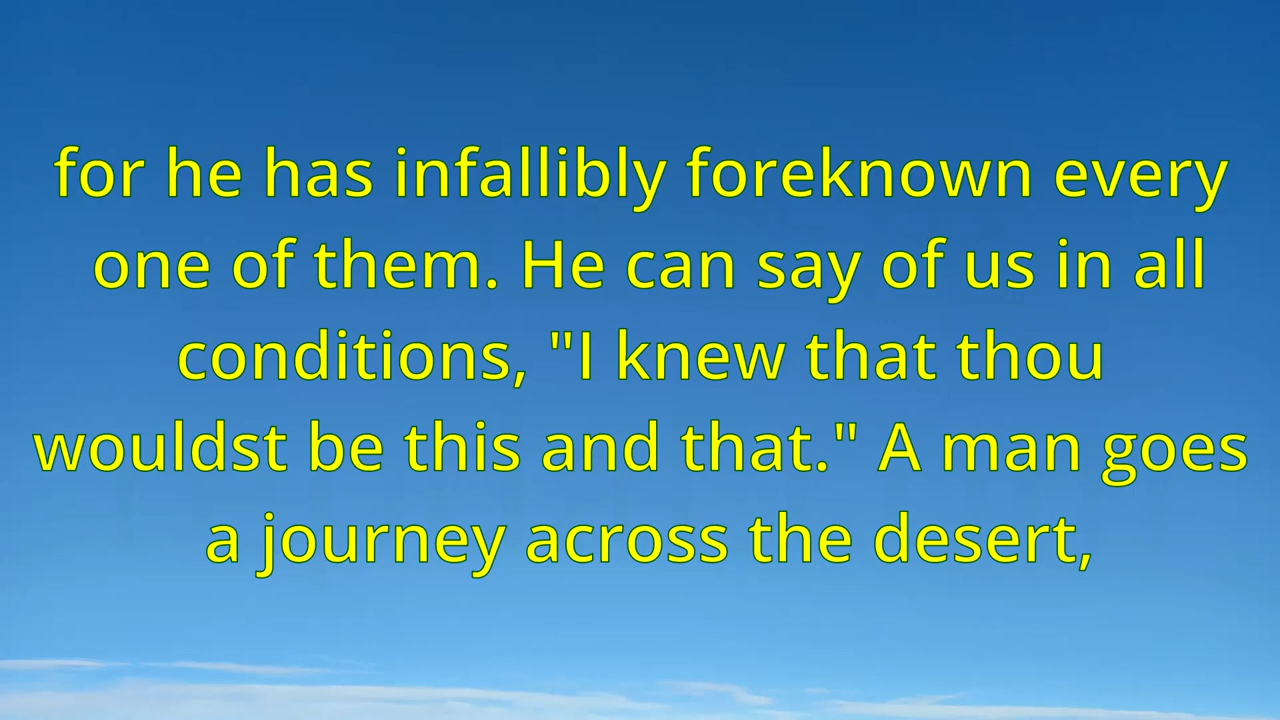 for he has infallibly foreknown every
one of them. He can say of us in all
conditions, "I knew that thou
wouldst be this and that." A man goes
a journey across the desert,